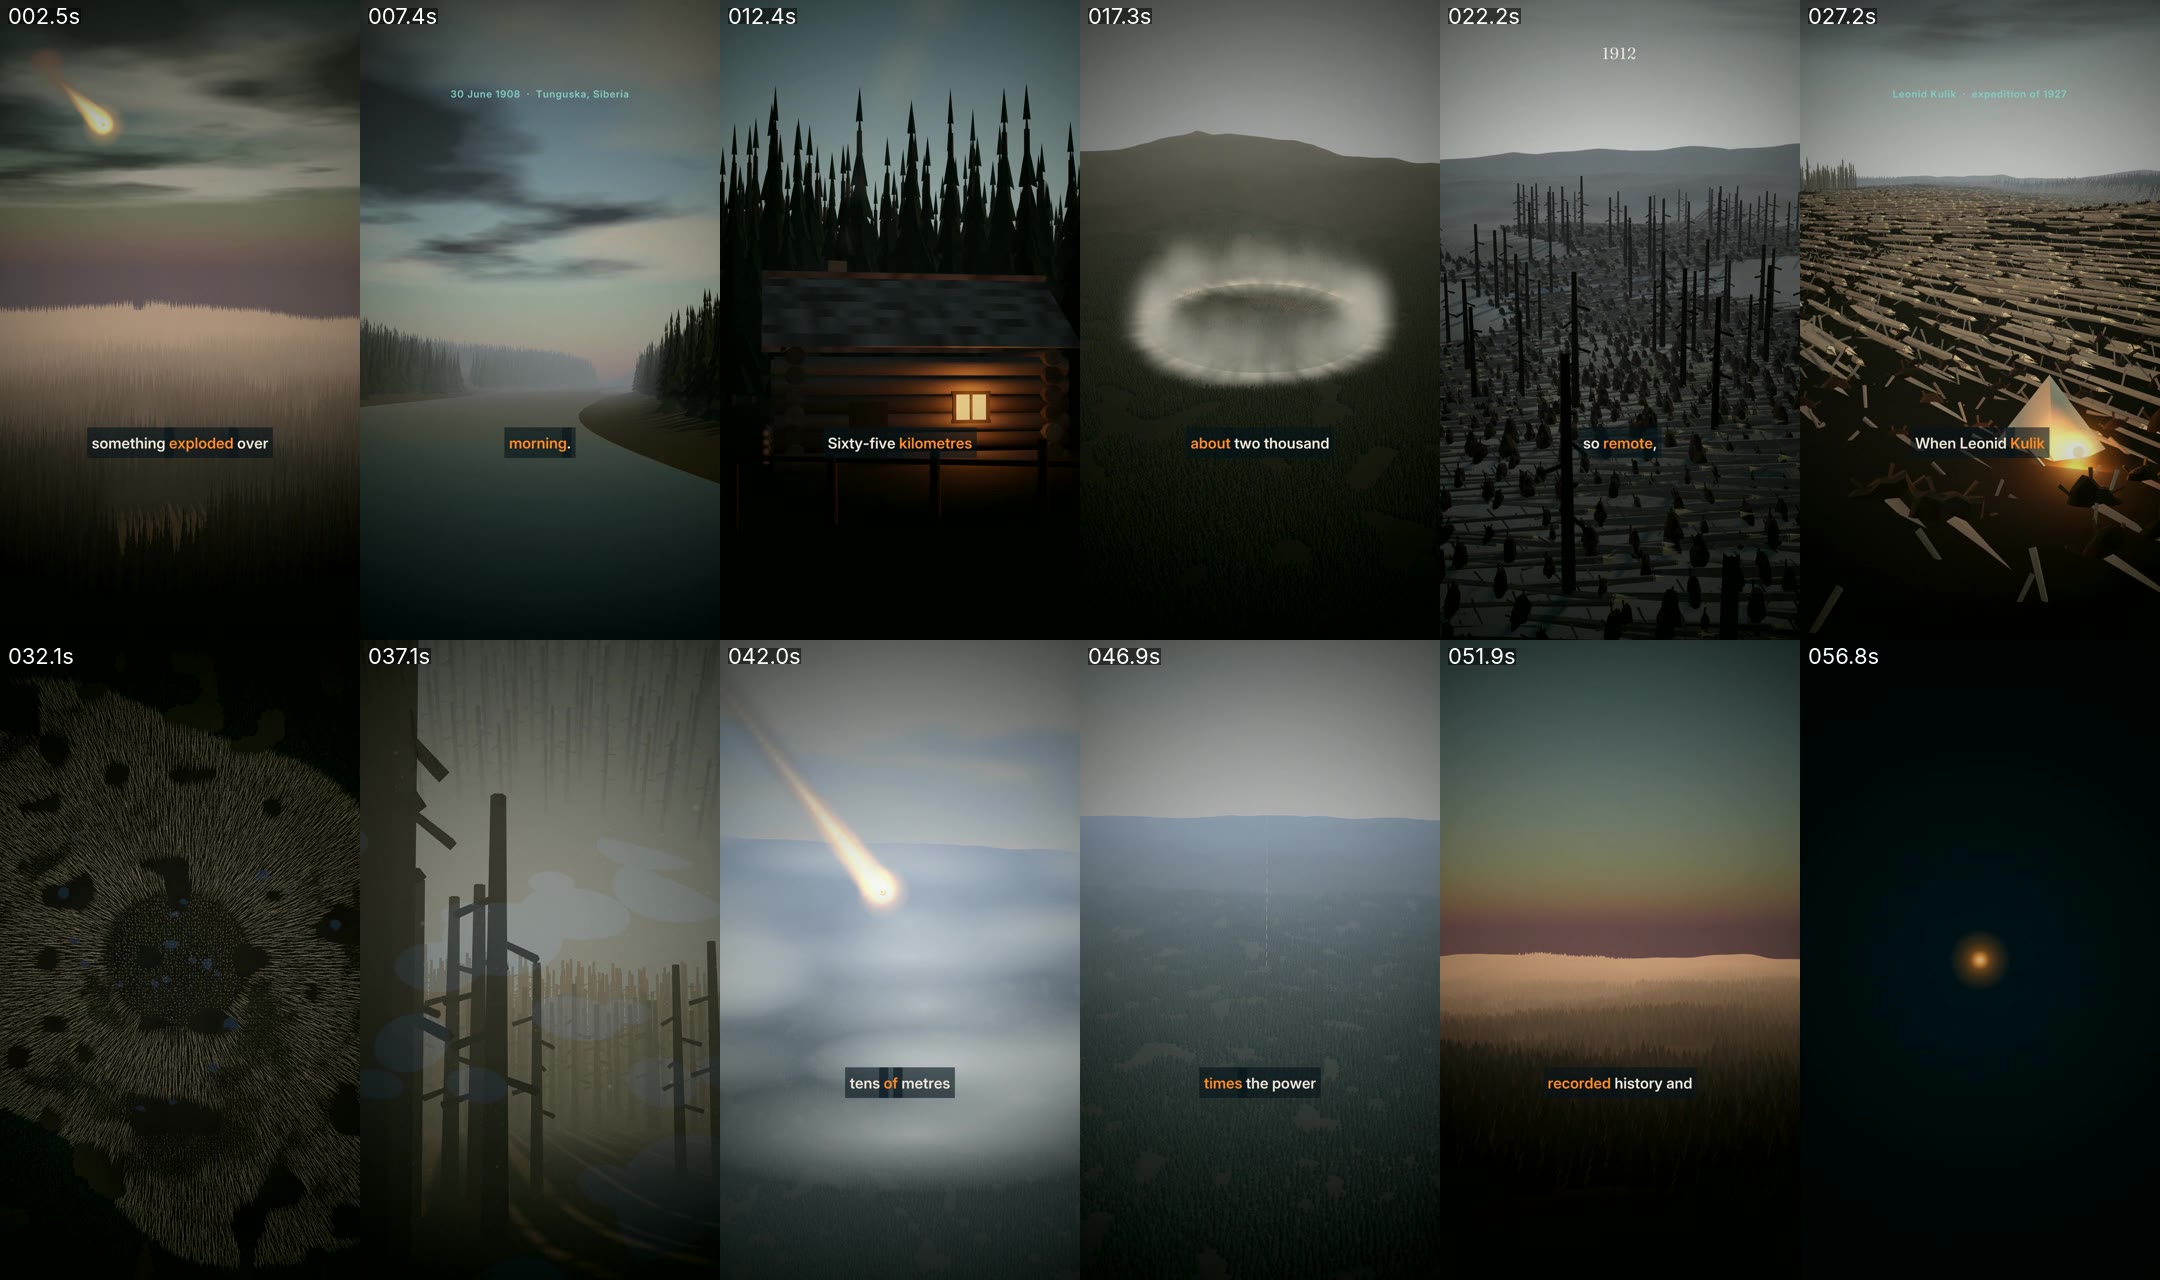 002.5s
something exploded over
007.4s
30 June 1908 · Tunguska, Siberia
morning.
012.4s
Sixty-five kilometres
017.3s
about two thousand
022.2s
1912
so remote,
027.2s
Leonid Kulik · expedition of 1927
When Leonid Kulik
032.1s
037.1s
042.0s
tens of metres
046.9s
times the power
051.9s
recorded history and
056.8s